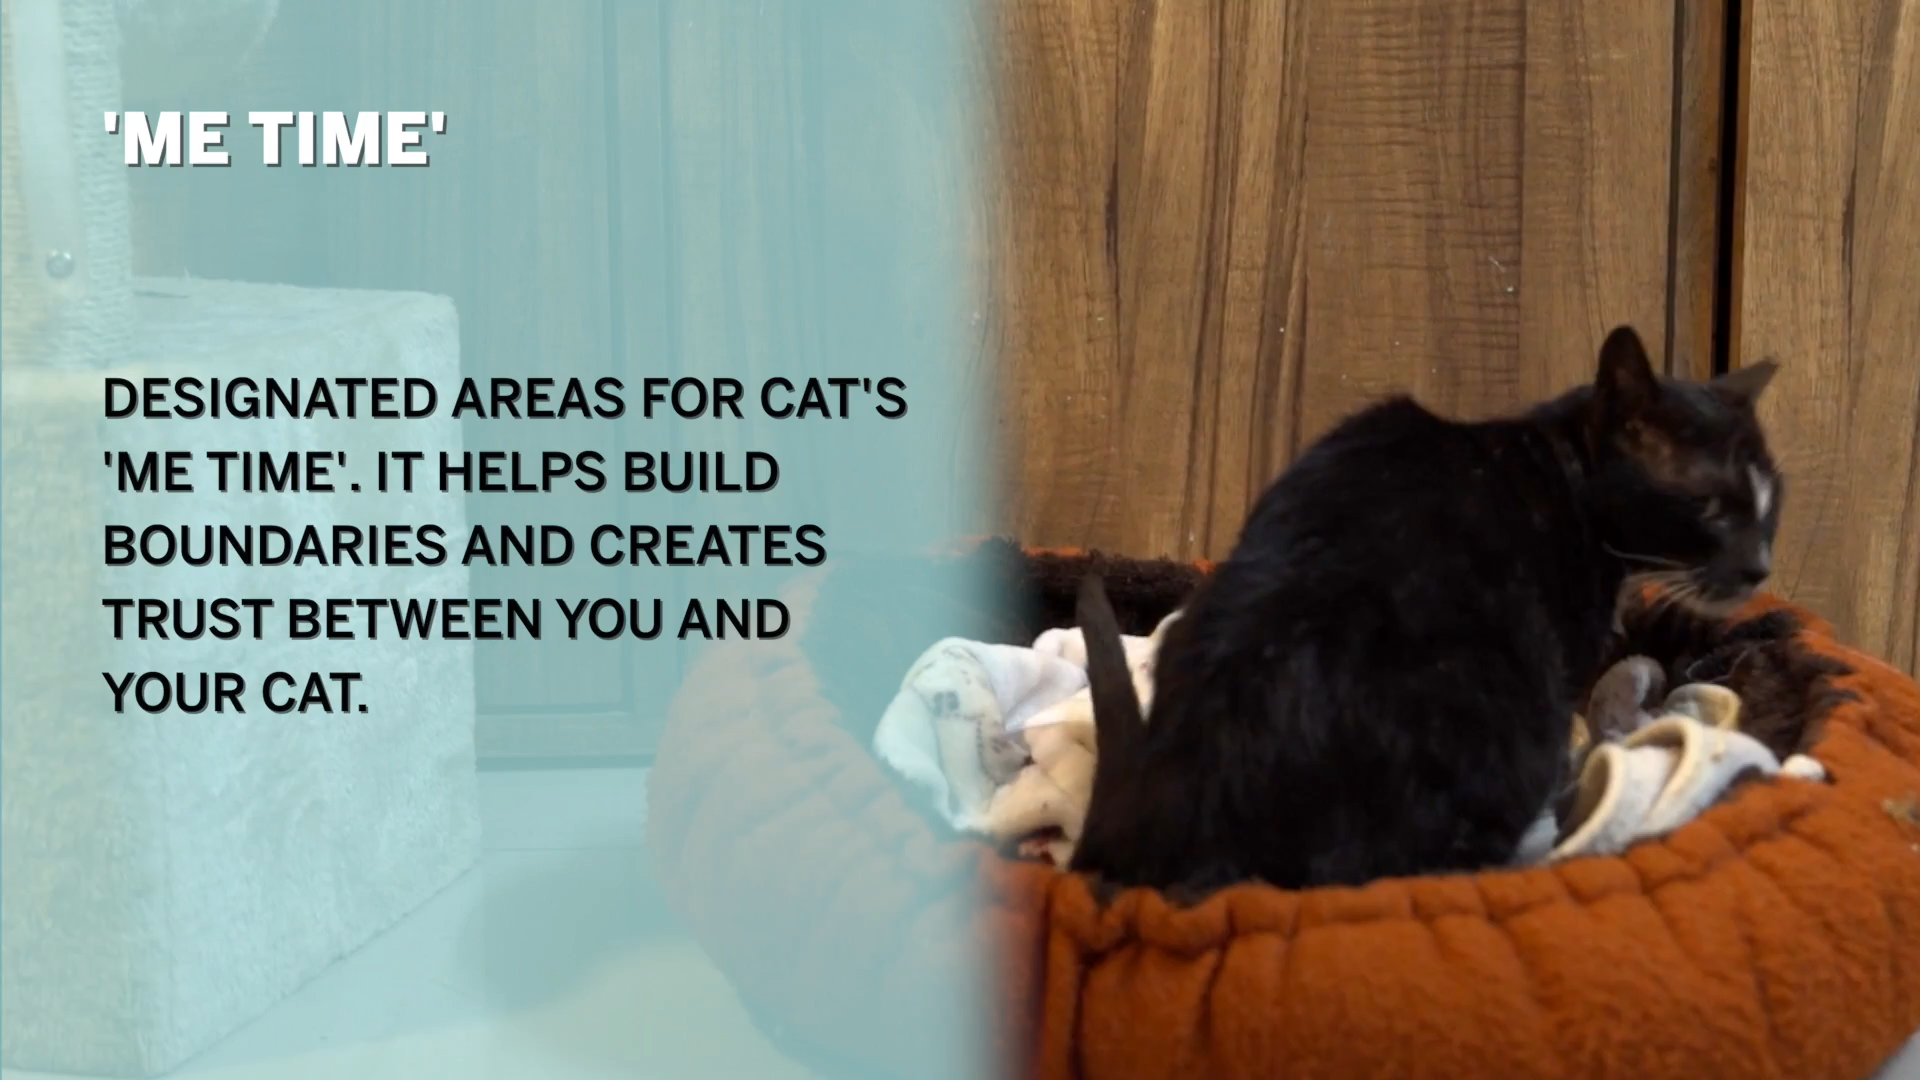 'ME TIME'
DESIGNATED AREAS FOR CAT'S
'ME TIME'. IT HELPS BUILD
BOUNDARIES AND CREATES
TRUST BETWEEN YOU AND
YOUR CAT.